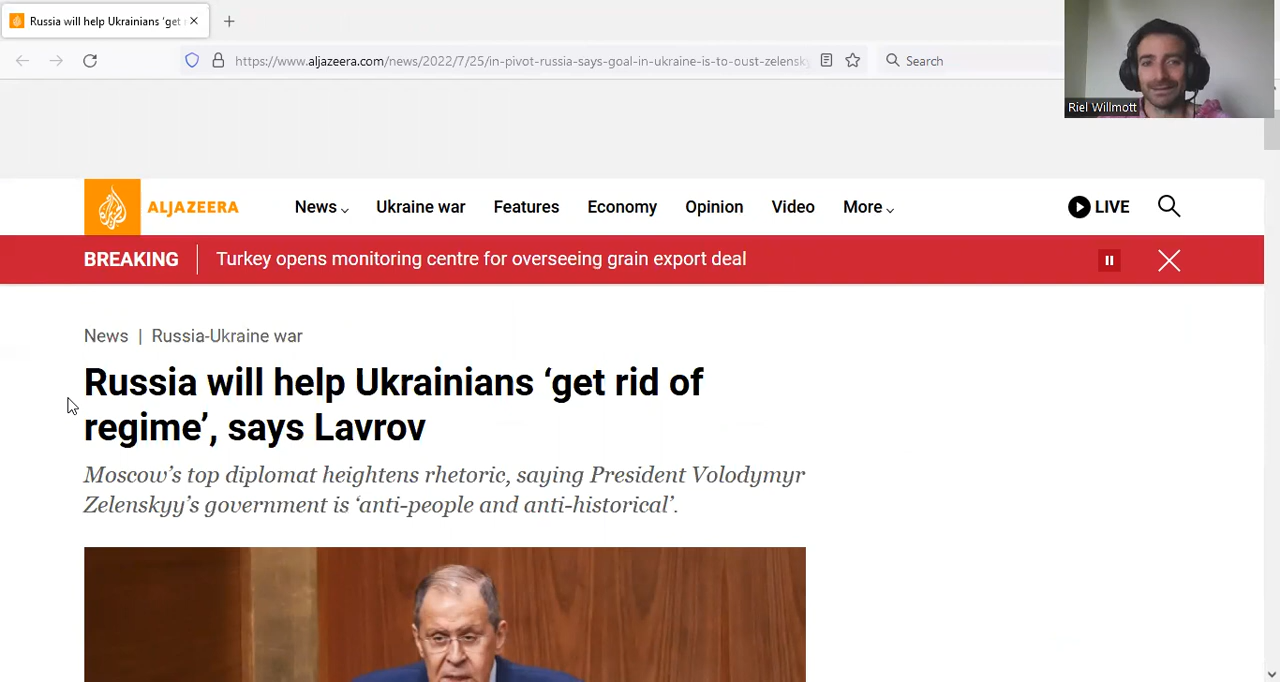 Russia will help Ukrainians 'get
https://www.aljazeera.com/news/2022/7/25/in-pivot-russia-says-goal-in-ukraine-is-to-oust-zelensk
Search
Riel Willmott
ALJAZEERA
News
Ukraine war
Features
Economy
Opinion
Video
More
LIVE
BREAKING
Turkey opens monitoring centre for overseeing grain export deal
News | Russia-Ukraine war
Russia will help Ukrainians ‘get rid of
regime’, says Lavrov
Moscow’s top diplomat heightens rhetoric, saying President Volodymyr
Zelenskyy’s government is ‘anti-people and anti-historical’.